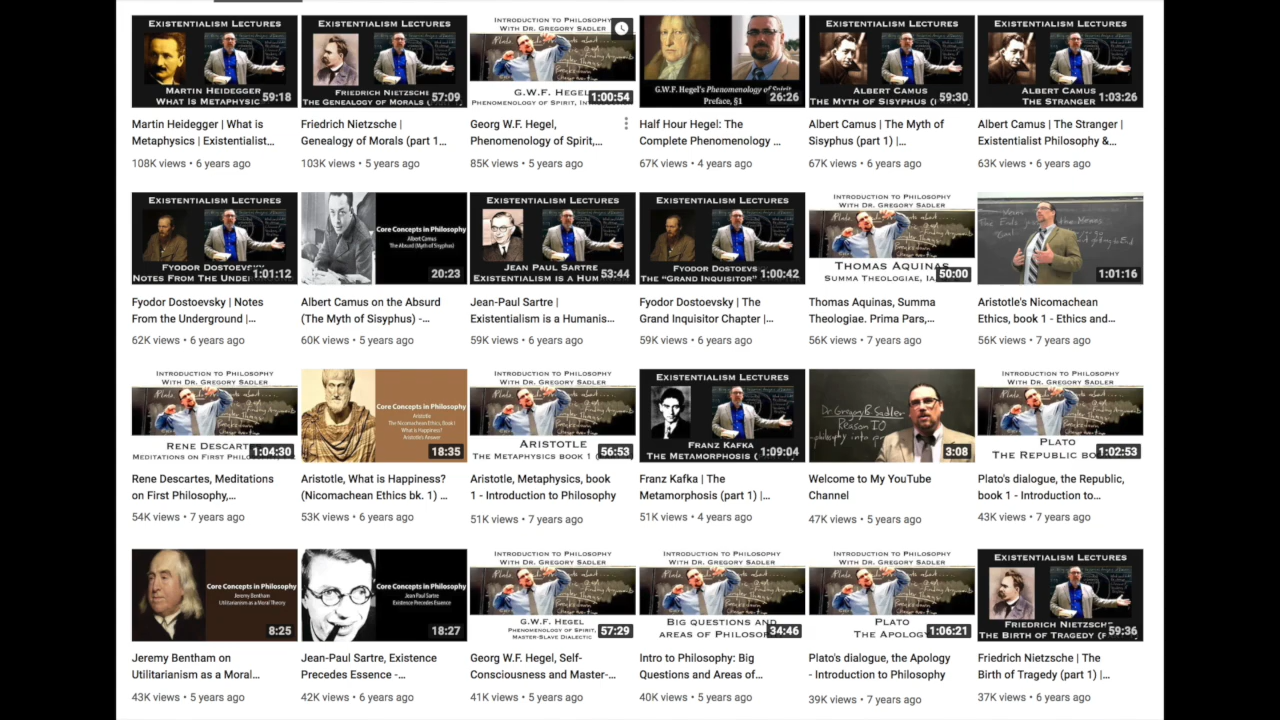 EXISTENTIALISM LECTURES
MARTIN HEIDEGGER
WHAT IS METAPHYSIC
59:18
Martin Heidegger | What is
Metaphysics | Existentialist...
108K views • 6 years ago
EXISTENTIALISM LECTURES
FRIEDRICH NIETZSC
THE GENEALOGY OF MORALS (
57:09
Friedrich Nietzsche |
Genealogy of Morals (part 1...
103K views • 5 years ago
INTRODUCTION TO PHILOSOPHY
WITH DR. GREGORY SADLER
G.W.F. HEGEL
PHENOMENOLOGY OF SPIRIT,
1:00:54
Georg W.F. Hegel,
Phenomenology of Spirit,...
85K views • 5 years ago
G.W.F. Hegel's Phenomenology of Spirit
Preface, §1
26:26
Half Hour Hegel: The
Complete Phenomenology ...
67K views • 4 years ago
EXISTENTIALISM LECTURES
ALBERT CAMUS
THE MYTH OF SISYPHUS (
59:30
Albert Camus | The Myth of
Sisyphus (part 1) |...
67K views • 6 years ago
EXISTENTIALISM LECTURES
ALBERT CAMUS
THE STRANGER
1:03:26
Albert Camus | The Stranger |
Existentialist Philosophy &...
63K views • 6 years ago
EXISTENTIALISM LECTURES
FYODOR DOSTOEVSKY
NOTES FROM THE UNDE
1:01:12
Fyodor Dostoevsky | Notes
From the Underground |...
62K views • 6 years ago
Core Concepts in Philosophy
Albert Camus
The Absurd (Myth of Sisyphus)
20:23
Albert Camus on the Absurd
(The Myth of Sisyphus) -...
60K views • 5 years ago
EXISTENTIALISM LECTURES
JEAN PAUL SARTRE
EXISTENTIALISM IS A HUM
53:44
Jean-Paul Sartre |
Existentialism is a Humanis...
59K views • 6 years ago
EXISTENTIALISM LECTURES
FYODOR DOSTOEVS
THE "GRAND INQUISITOR"
1:00:42
Fyodor Dostoevsky | The
Grand Inquisitor Chapter |...
59K views • 6 years ago
INTRODUCTION TO PHILOSOPHY
WITH DR. GREGORY SADLER
THOMAS AQUINAS
SUMMA THEOLOGIAE, IA
50:00
Thomas Aquinas, Summa
Theologiae. Prima Pars,...
56K views • 7 years ago
1:01:16
Aristotle's Nicomachean
Ethics, book 1 - Ethics and...
56K views • 7 years ago
INTRODUCTION TO PHILOSOPHY
WITH DR. GREGORY SADLER
RENE DESCART
MEDITATIONS ON FIRST PHILO
1:04:30
Rene Descartes, Meditations
on First Philosophy,...
54K views • 7 years ago
Core Concepts in Philosophy
Aristotle
The Nicomachean Ethics, Book I
What is Happiness?
Aristotle's Answer
18:35
Aristotle, What is Happiness?
(Nicomachean Ethics bk. 1) ...
53K views • 6 years ago
INTRODUCTION TO PHILOSOPHY
WITH DR. GREGORY SADLER
ARISTOTLE
THE METAPHYSICS BOOK 1 (
56:53
Aristotle, Metaphysics, book
1 - Introduction to Philosophy
51K views • 7 years ago
EXISTENTIALISM LECTURES
FRANZ KAFKA
THE METAMORPHOSIS (
1:09:04
Franz Kafka | The
Metamorphosis (part 1) |...
51K views • 4 years ago
Dr. Gregory B Sadler
Reason IO
philosophy into pr
3:08
Welcome to My YouTube
Channel
47K views • 5 years ago
INTRODUCTION TO PHILOSOPHY
WITH DR. GREGORY SADLER
PLATO
THE REPUBLIC BO
1:02:53
Plato's dialogue, the Republic,
book 1 - Introduction to...
43K views • 7 years ago
Core Concepts in Philosophy
Jeremy Bentham
Utilitarianism as a Moral Theory
8:25
Jeremy Bentham on
Utilitarianism as a Moral...
43K views • 5 years ago
Core Concepts in Philosophy
Jean Paul Sartre
Existence Precedes Essence
18:27
Jean-Paul Sartre, Existence
Precedes Essence -...
42K views • 6 years ago
INTRODUCTION TO PHILOSOPHY
WITH DR. GREGORY SADLER
G.W.F. HEGEL
PHENOMENOLOGY OF SPIRIT,
MASTER-SLAVE DIALECTIC
57:29
Georg W.F. Hegel, Self-
Consciousness and Master-...
41K views • 5 years ago
INTRODUCTION TO PHILOSOPHY
WITH DR. GREGORY SADLER
BIG QUESTIONS AND
AREAS OF PHILOSO
34:46
Intro to Philosophy: Big
Questions and Areas of...
40K views • 5 years ago
INTRODUCTION TO PHILOSOPHY
WITH DR. GREGORY SADLER
PLATO
THE APOLOG
1:06:21
Plato's dialogue, the Apology
- Introduction to Philosophy
39K views • 7 years ago
EXISTENTIALISM LECTURES
FRIEDRICH NIETZSCHE
THE BIRTH OF TRAGEDY (
59:36
Friedrich Nietzsche | The
Birth of Tragedy (part 1) |...
37K views • 6 years ago